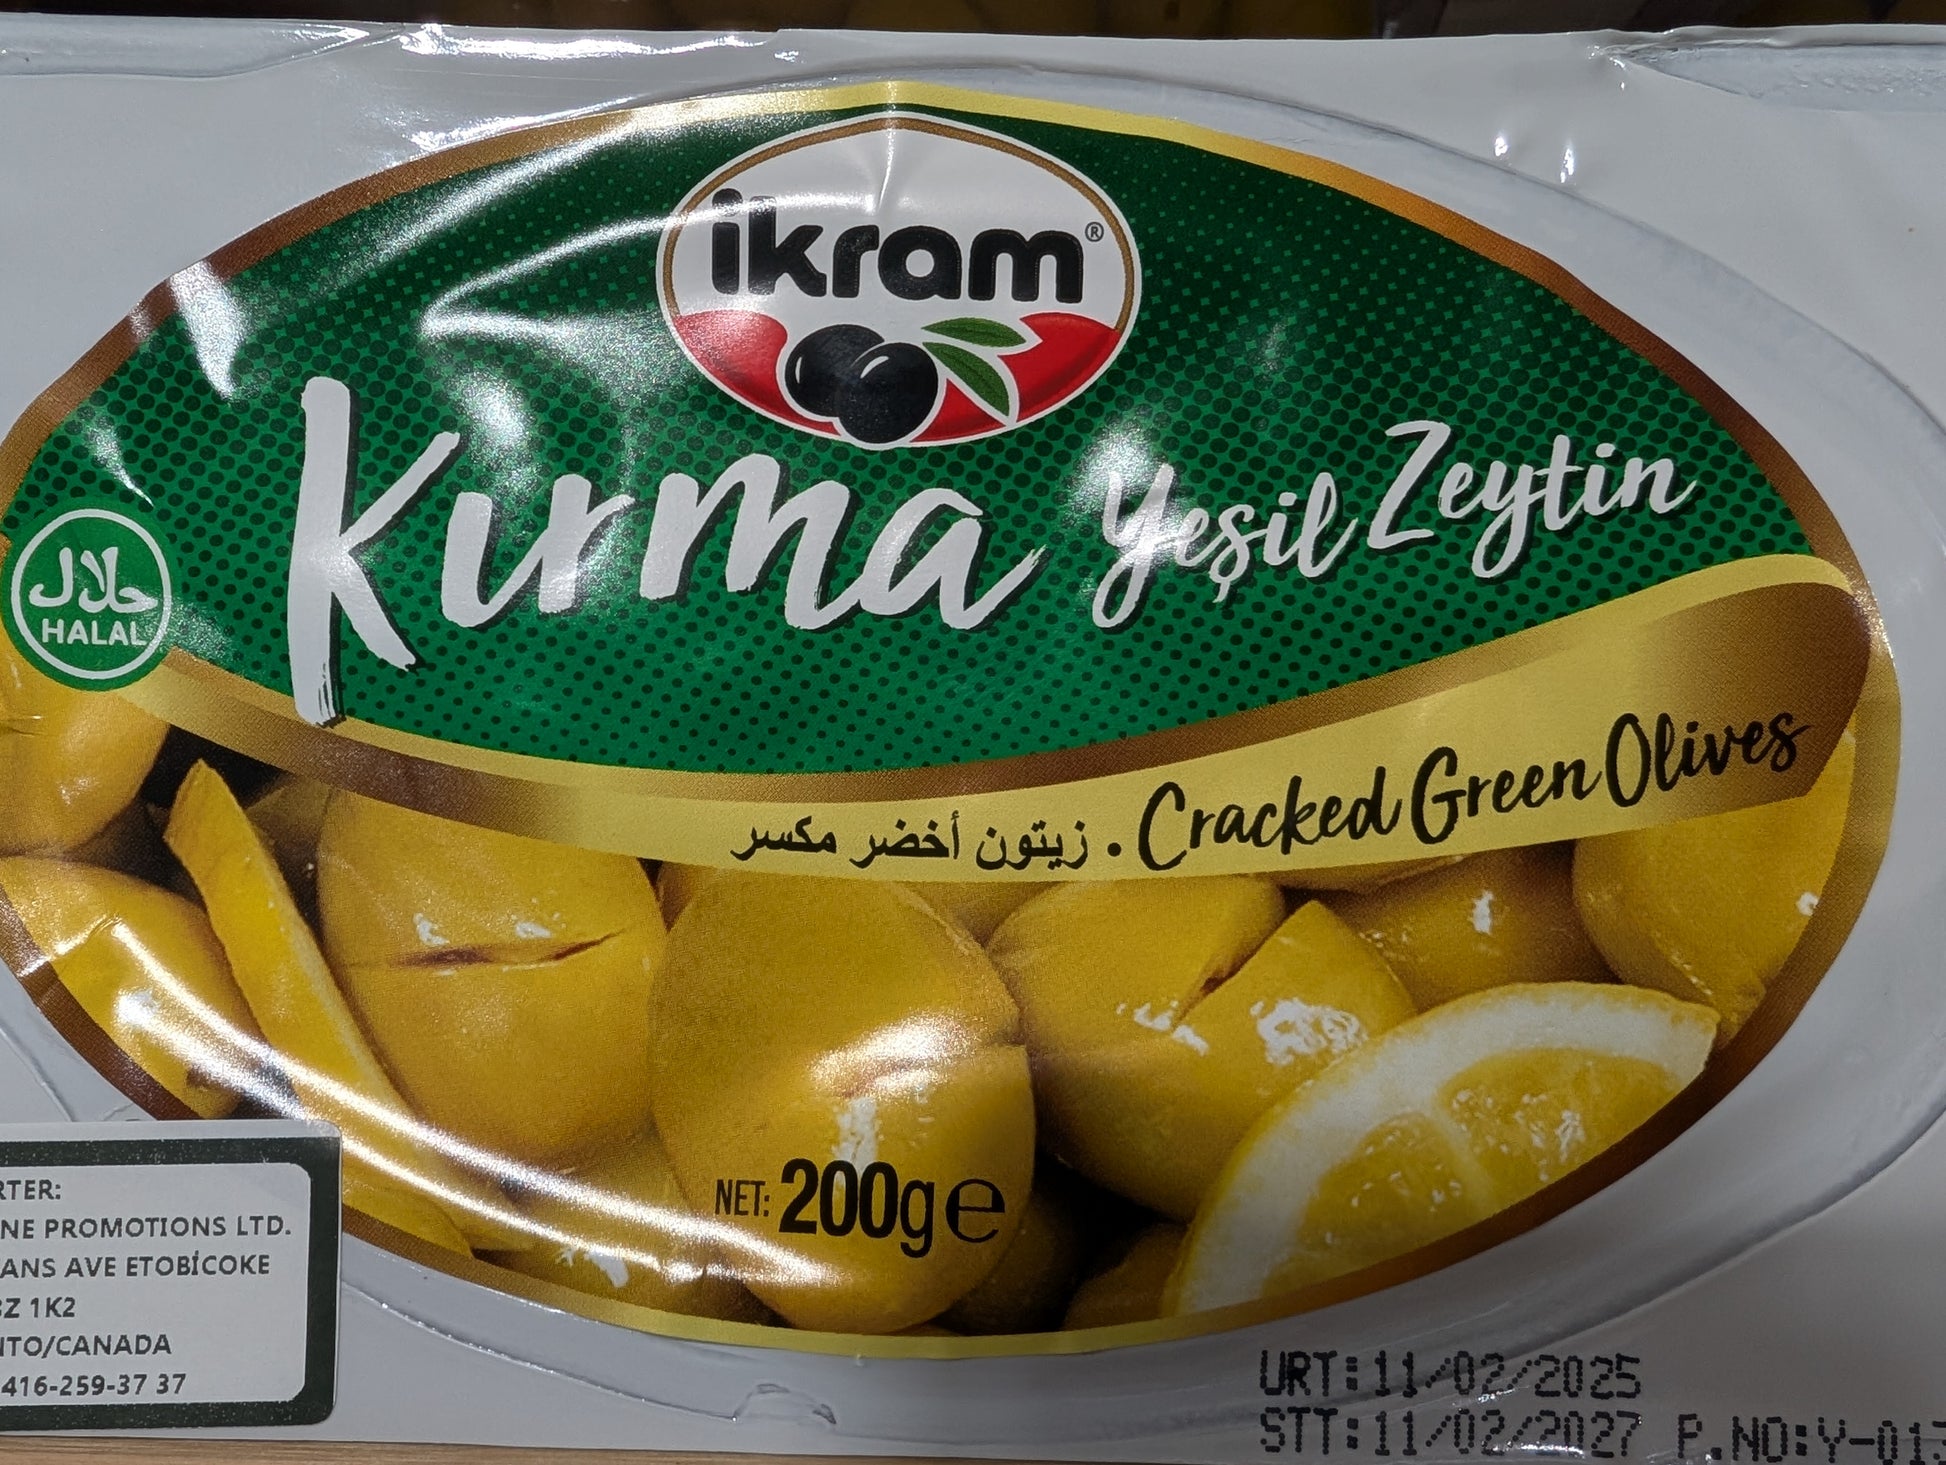 ikram®
Kırma Yeşil Zeytin
حلال
HALAL
زيتون أخضر مكسر • Cracked Green Olives
NET: 200g e
RTER:
NE PROMOTIONS LTD.
ANS AVE ETOBİCOKE
Z 1K2
TO/CANADA
416-259-37 37
URT:11/02/2025
STT:11/02/2027 P.NO:Y-01